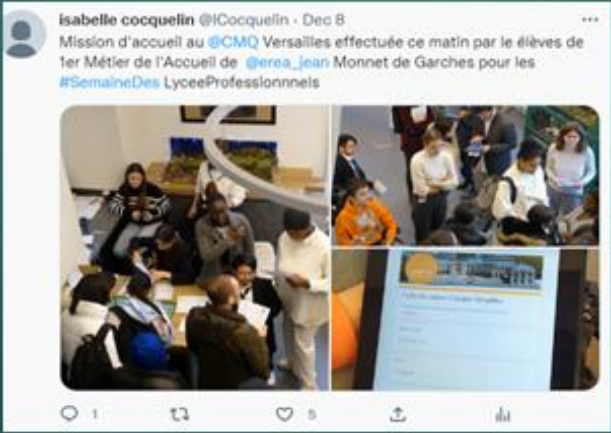 isabelle cocquelin @ICocquelin · Dec 8
Mission d'accueil au @CMQ Versailles effectuée ce matin par le élèves de
1er Métier de l'Accueil de @erea_jean Monnet de Garches pour les
#SemaineDes LyceeProfessionnnels
1
5